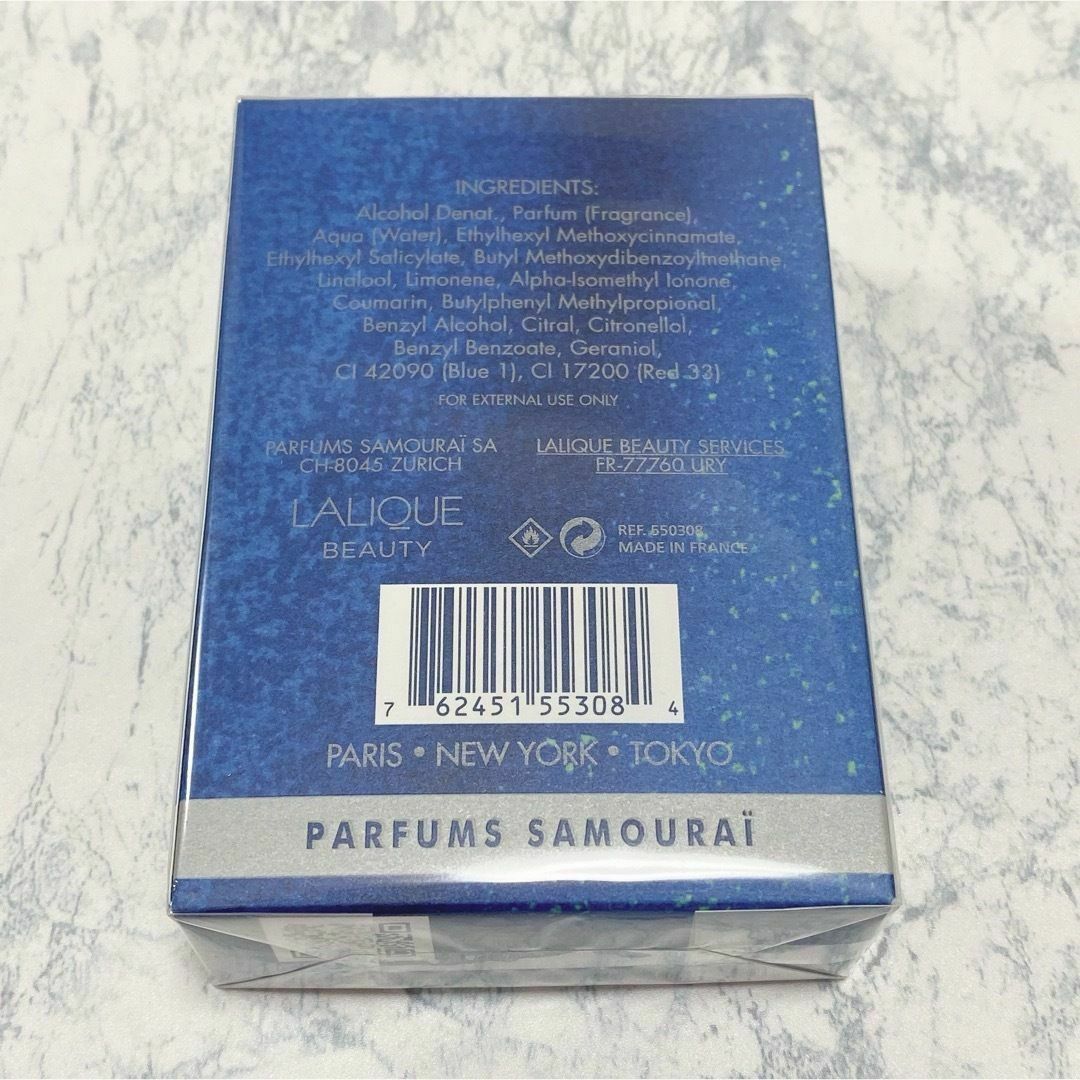 INGREDIENTS:
Alcohol Denat., Parfum (Fragrance),
Aqua (Water), Ethylhexyl Methoxycinnamate,
Ethylhexyl Salicylate, Butyl Methoxydibenzoylmethane,
Linalool, Limonene, Alpha-Isomethyl Ionone,
Coumarin, Butylphenyl Methylpropional,
Benzyl Alcohol, Citral, Citronellol,
Benzyl Benzoate, Geraniol,
CI 42090 (Blue 1), CI 17200 (Red 33)
FOR EXTERNAL USE ONLY
PARFUMS SAMOURAÏ SA
CH-8045 ZURICH
LALIQUE BEAUTY SERVICES
FR-77760 URY
LALIQUE
BEAUTY
REF. 550308
MADE IN FRANCE
7 62451 55308 4
PARIS • NEW YORK • TOKYO
PARFUMS SAMOURAÏ